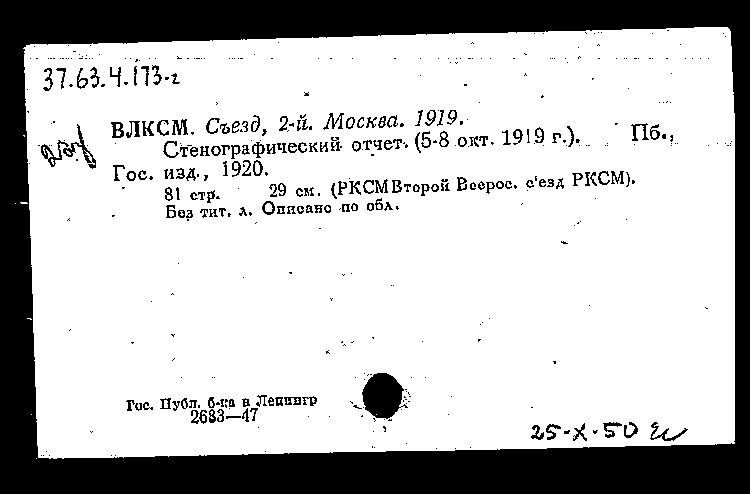 37.63.4.173-г
ВЛКСМ. Съезд, 2-й. Москва. 1919.
Стенографический отчет. (5-8 окт. 1919 г.). Пб.,
Гос. изд., 1920.
81 стр. 29 см. (РКСМВторой Всерос. с'езд РКСМ).
Без тит. л. Описано по обл.
Гос. Публ. б-ка в Ленингр
2683—47
25-X-50